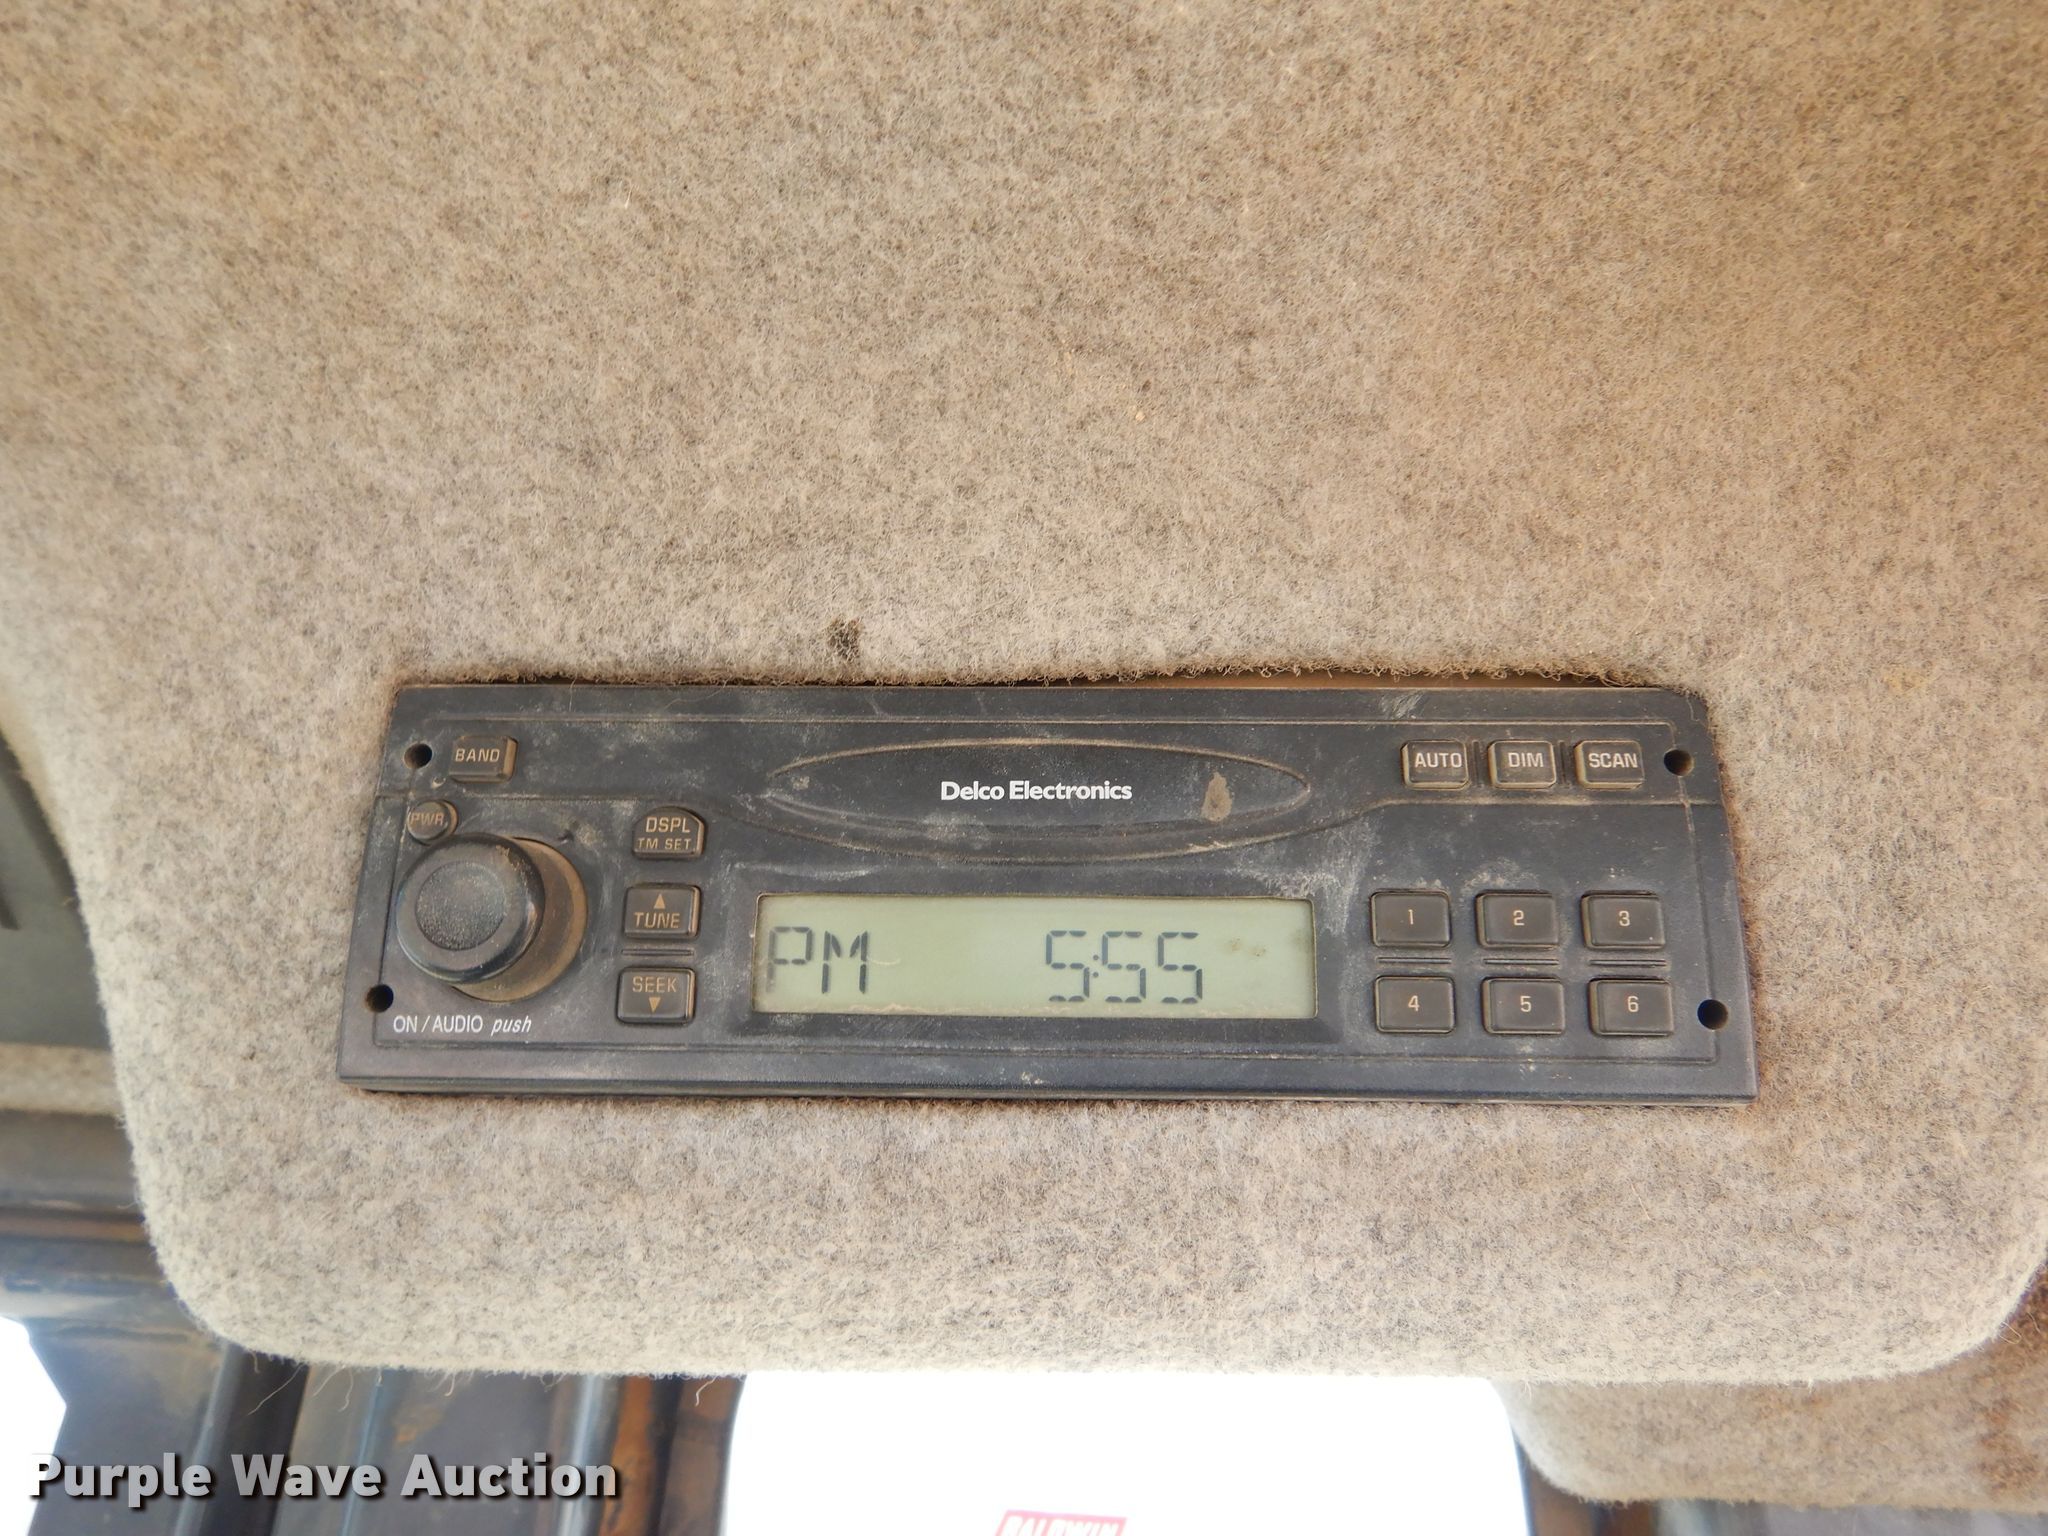 BAND
Delco Electronics
AUTO
DIM
SCAN
PWR
DSPL
TM SET
TUNE
SEEK
PM 5:55
1
2
3
4
5
6
ON / AUDIO push
Purple Wave Auction
BALDWIN